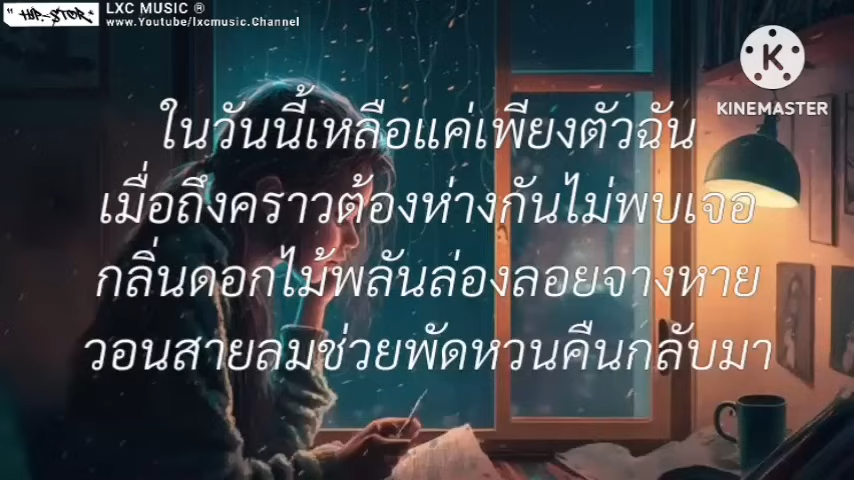 HIP-STOR
LXC MUSIC ®
www.Youtube/lxcmusic.Channel
K
KINEMASTER
ในวันนี้เหลือแค่เพียงตัวฉัน
เมื่อถึงคราวต้องห่างกันไม่พบเจอ
กลิ่นดอกไม้พลันล่องลอยจางหาย
วอนสายลมช่วยพัดหวนคืนกลับมา